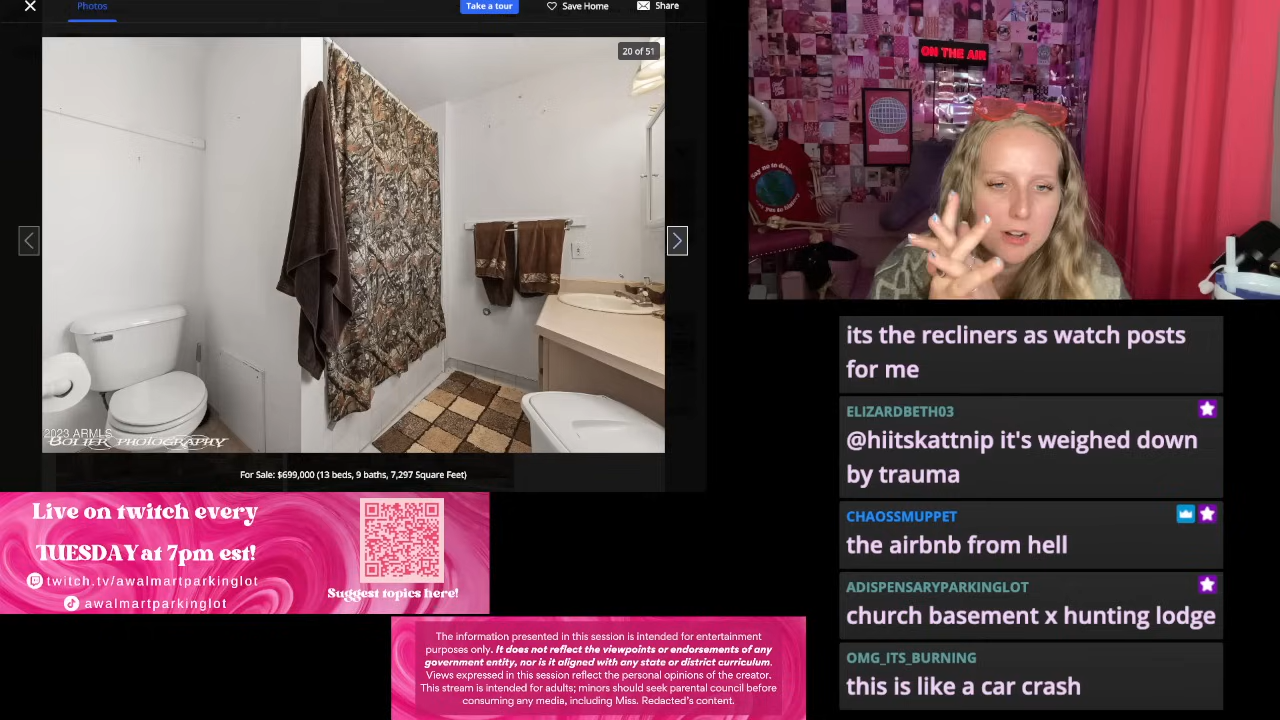 Photos
Take a tour
Save Home
Share
20 of 51
2023 ARMLS
BOLIER PHOTOGRAPHY
For Sale: $699,000 (13 beds, 9 baths, 7,297 Square Feet)
ON THE AIR
Live on twitch every
TUESDAY at 7pm est!
twitch.tv/awalmartparkinglot
awalmartparkinglot
Suggest topics here!
The information presented in this session is intended for entertainment
purposes only. It does not reflect the viewpoints or endorsements of any
government entity, nor is it aligned with any state or district curriculum.
Views expressed in this session reflect the personal opinions of the creator.
This stream is intended for adults; minors should seek parental council before
consuming any media, including Miss. Redacted's content.
its the recliners as watch posts
for me
ELIZARDBETH03
@hiitskattnip it's weighed down
by trauma
CHAOSSMUPPET
the airbnb from hell
ADISPENSARYPARKINGLOT
church basement x hunting lodge
OMG_ITS_BURNING
this is like a car crash